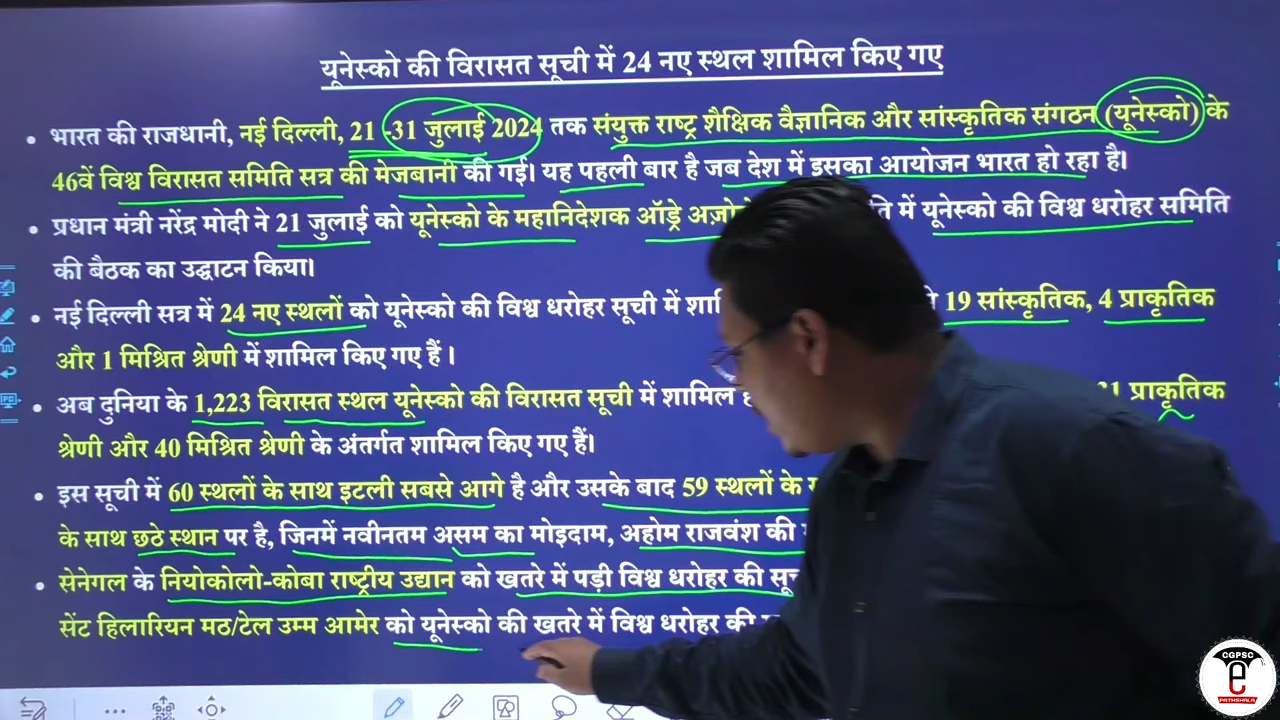 यूनेस्को की विरासत सूची में 24 नए स्थल शामिल किए गए
• भारत की राजधानी, नई दिल्ली, 21 -31 जुलाई 2024 तक संयुक्त राष्ट्र शैक्षिक वैज्ञानिक और सांस्कृतिक संगठन (यूनेस्को) के
46वें विश्व विरासत समिति सत्र की मेजबानी की गई। यह पहली बार है जब देश में इसका आयोजन भारत हो रहा है।
• प्रधान मंत्री नरेंद्र मोदी ने 21 जुलाई को यूनेस्को के महानिदेशक ऑड्रे में यूनेस्को की विश्व धरोहर समिति
की बैठक का उद्घाटन किया।
• नई दिल्ली सत्र में 24 नए स्थलों को यूनेस्को की विश्व धरोहर सूची में 19 सांस्कृतिक, 4 प्राकृतिक
और 1 मिश्रित श्रेणी में शामिल किए गए हैं ।
• अब दुनिया के 1,223 विरासत स्थल यूनेस्को की विरासत सूची में शामिल प्राकृतिक
श्रेणी और 40 मिश्रित श्रेणी के अंतर्गत शामिल किए गए हैं।
• इस सूची में 60 स्थलों के साथ इटली सबसे आगे है और उसके बाद 59 स्थलों के
के साथ छठे स्थान पर है, जिनमें नवीनतम असम का मोइदाम, अहोम राजवंश की
• सेनेगल के नियोकोलो-कोबा राष्ट्रीय उद्यान को खतरे में पड़ी विश्व धरोहर की
सेंट हिलारियन मठ/टेल उम्म आमेर को यूनेस्को की खतरे में विश्व धरोहर की
CGPSC
e
PATHSHALA